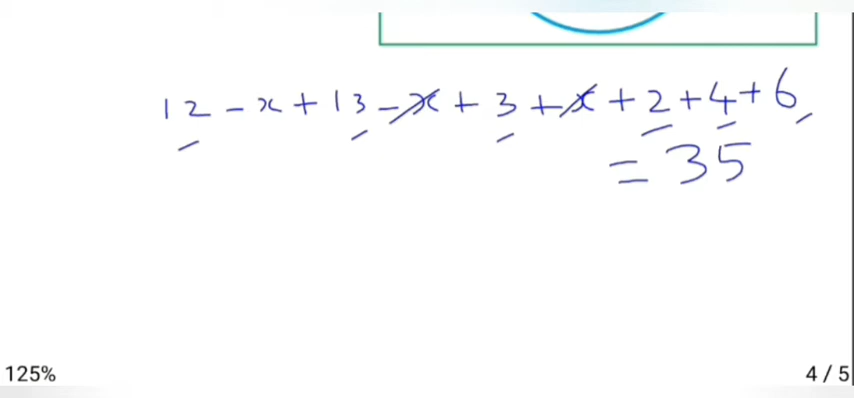 12 - x + 13 - x + 3 + x + 2 + 4 + 6
= 35
125%
4 / 5